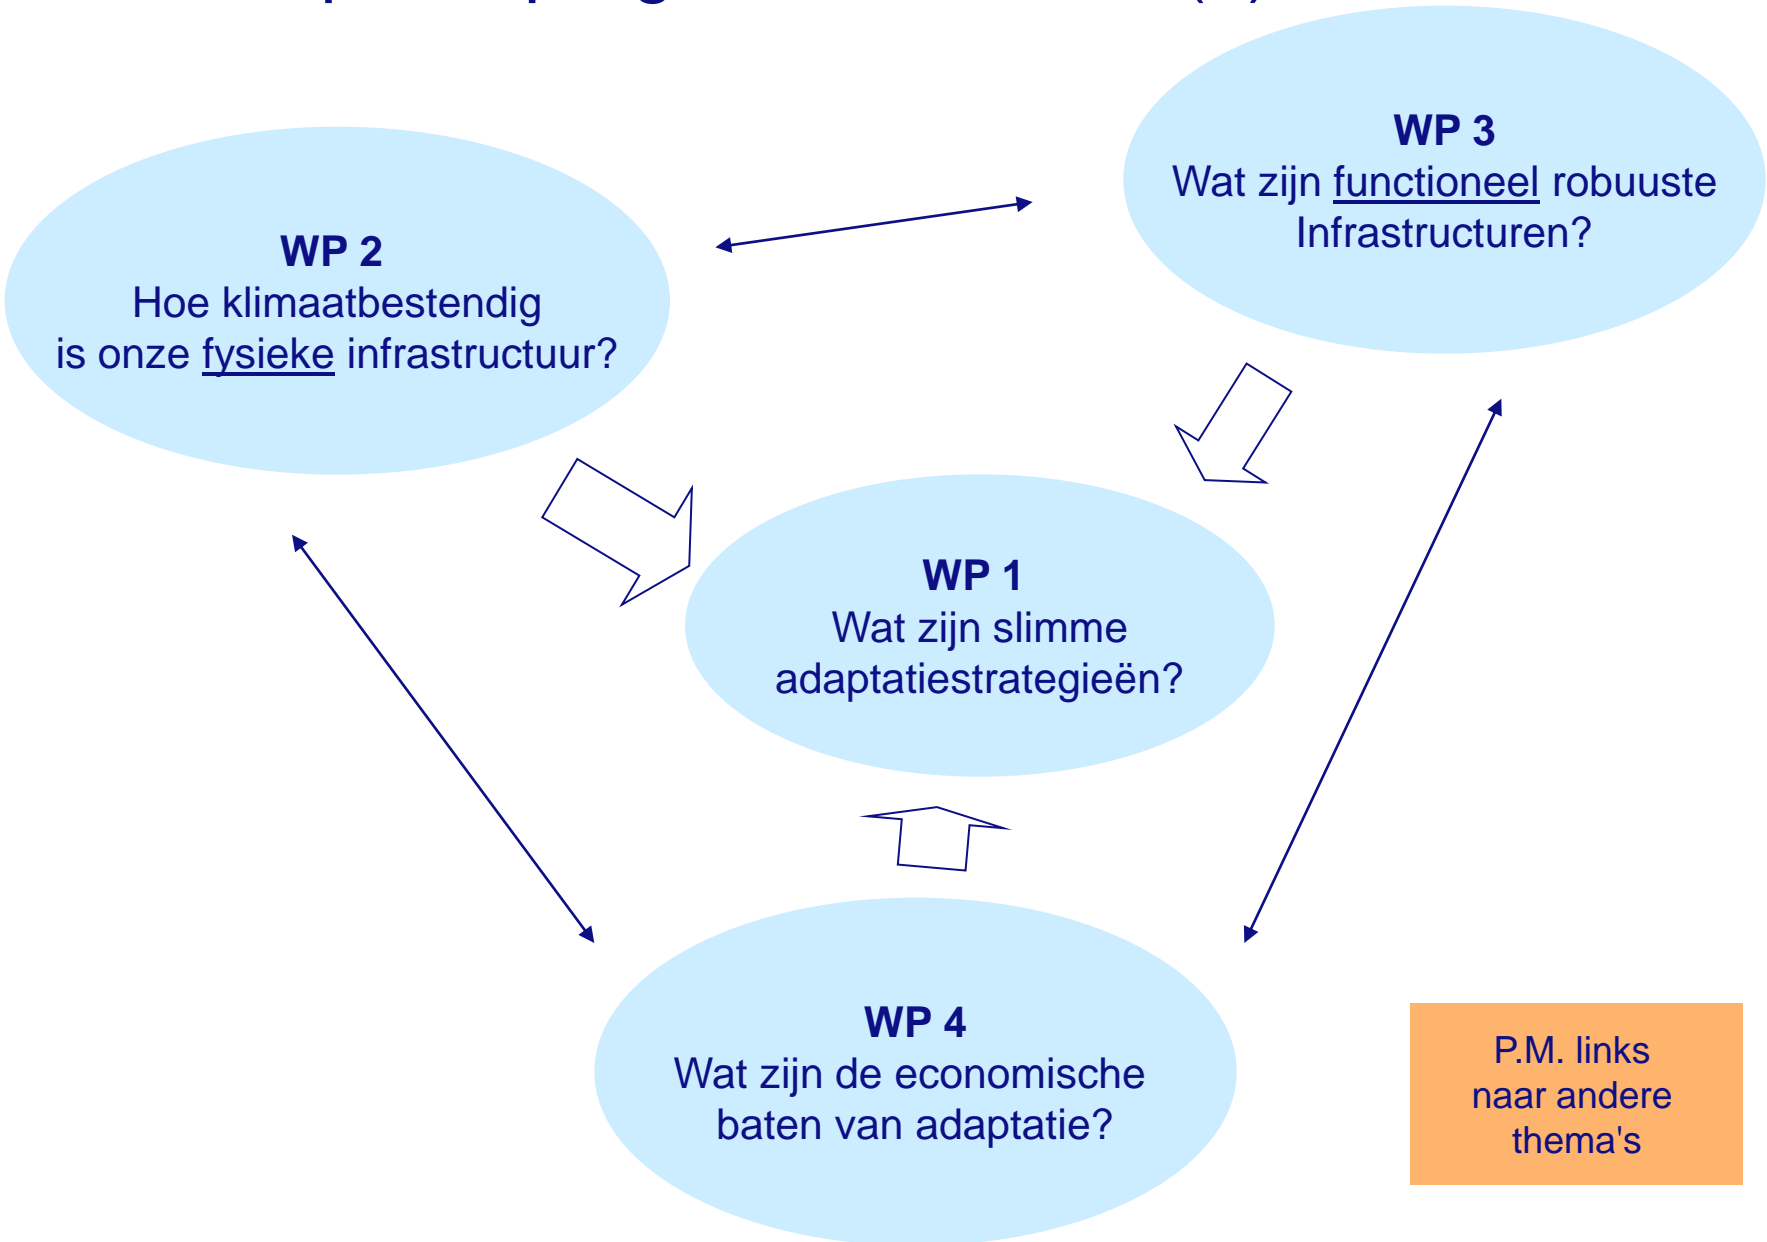 WP 3
Wat zijn functioneel robuuste
Infrastructuren?
WP 2
Hoe klimaatbestendig
is onze fysieke infrastructuur?
WP 1
Wat zijn slimme
adaptatiestrategieën?
WP 4
Wat zijn de economische
baten van adaptatie?
P.M. links
naar andere
thema's